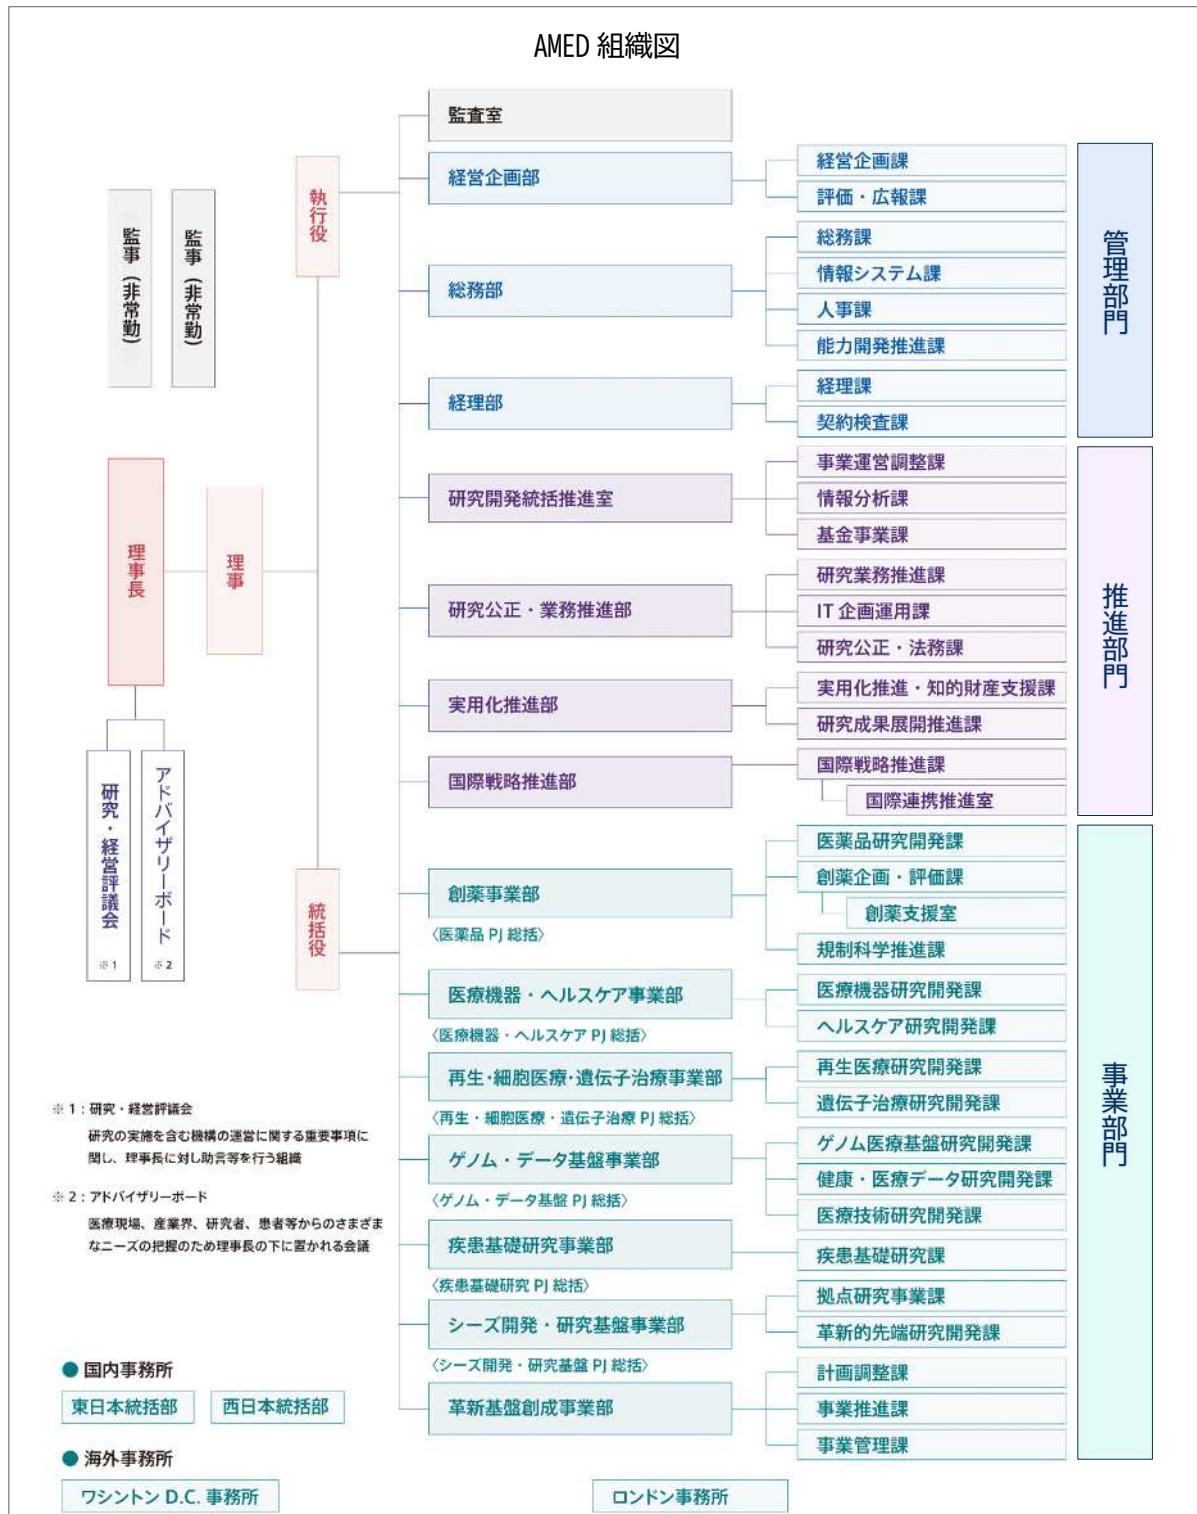 AMED 組織図
監査室
経営企画部
経営企画課
評価・広報課
管理部門
執行役
監事（非常勤）
監事（非常勤）
総務部
総務課
情報システム課
人事課
能力開発推進課
経理部
経理課
契約検査課
理事長
理事
研究開発統括推進室
事業運営調整課
情報分析課
基金事業課
推進部門
研究公正・業務推進部
研究業務推進課
IT 企画運用課
研究公正・法務課
実用化推進部
実用化推進・知的財産支援課
研究成果展開推進課
国際戦略推進部
国際戦略推進課
国際連携推進室
研究・経営評議会 ※1
アドバイザリーボード ※2
統括役
創薬事業部
〈医薬品 PJ 総括〉
医薬品研究開発課
創薬企画・評価課
創薬支援室
規制科学推進課
事業部門
医療機器・ヘルスケア事業部
〈医療機器・ヘルスケア PJ 総括〉
医療機器研究開発課
ヘルスケア研究開発課
再生・細胞医療・遺伝子治療事業部
〈再生・細胞医療・遺伝子治療 PJ 総括〉
再生医療研究開発課
遺伝子治療研究開発課
ゲノム・データ基盤事業部
〈ゲノム・データ基盤 PJ 総括〉
ゲノム医療基盤研究開発課
健康・医療データ研究開発課
医療技術研究開発課
疾患基礎研究事業部
〈疾患基礎研究 PJ 総括〉
疾患基礎研究課
シーズ開発・研究基盤事業部
〈シーズ開発・研究基盤 PJ 総括〉
拠点研究事業課
革新的先端研究開発課
革新基盤創成事業部
計画調整課
事業推進課
事業管理課
※ 1：研究・経営評議会
研究の実施を含む機構の運営に関する重要事項に
関し、理事長に対し助言等を行う組織
※ 2：アドバイザリーボード
医療現場、産業界、研究者、患者等からのさまざま
なニーズの把握のため理事長の下に置かれる会議
● 国内事務所
東日本統括部
西日本統括部
● 海外事務所
ワシントン D.C. 事務所
ロンドン事務所